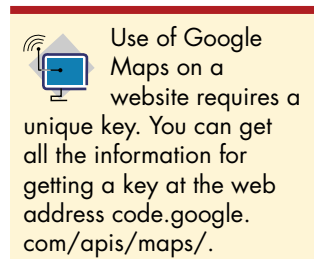 Use of Google
Maps on a
website requires a
unique key. You can get
all the information for
getting a key at the web
address code.google.
com/apis/maps/.